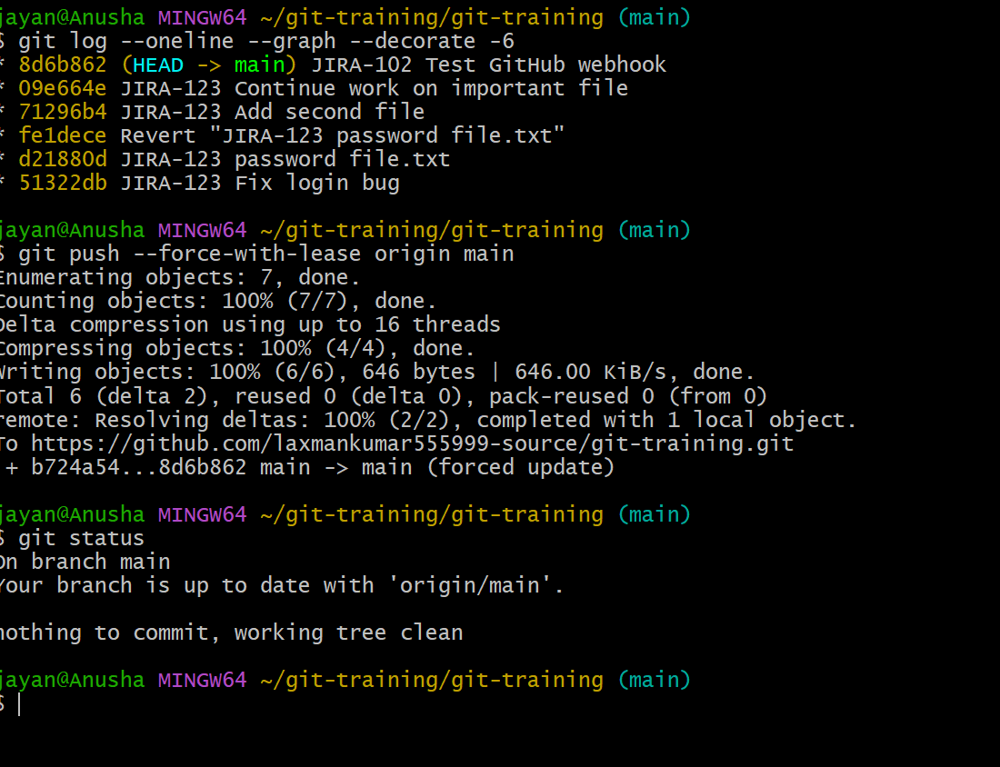 jayan@Anusha MINGW64 ~/git-training/git-training (main)
$ git log --oneline --graph --decorate -6
* 8d6b862 (HEAD -> main) JIRA-102 Test GitHub webhook
* 09e664e JIRA-123 Continue work on important file
* 71296b4 JIRA-123 Add second file
* fe1dece Revert "JIRA-123 password file.txt"
* d21880d JIRA-123 password file.txt
* 51322db JIRA-123 Fix login bug
jayan@Anusha MINGW64 ~/git-training/git-training (main)
$ git push --force-with-lease origin main
Enumerating objects: 7, done.
Counting objects: 100% (7/7), done.
Delta compression using up to 16 threads
Compressing objects: 100% (4/4), done.
Writing objects: 100% (6/6), 646 bytes | 646.00 KiB/s, done.
Total 6 (delta 2), reused 0 (delta 0), pack-reused 0 (from 0)
remote: Resolving deltas: 100% (2/2), completed with 1 local object.
To https://github.com/laxmankumar555999-source/git-training.git
 + b724a54...8d6b862 main -> main (forced update)
jayan@Anusha MINGW64 ~/git-training/git-training (main)
$ git status
On branch main
Your branch is up to date with 'origin/main'.
nothing to commit, working tree clean
jayan@Anusha MINGW64 ~/git-training/git-training (main)
$